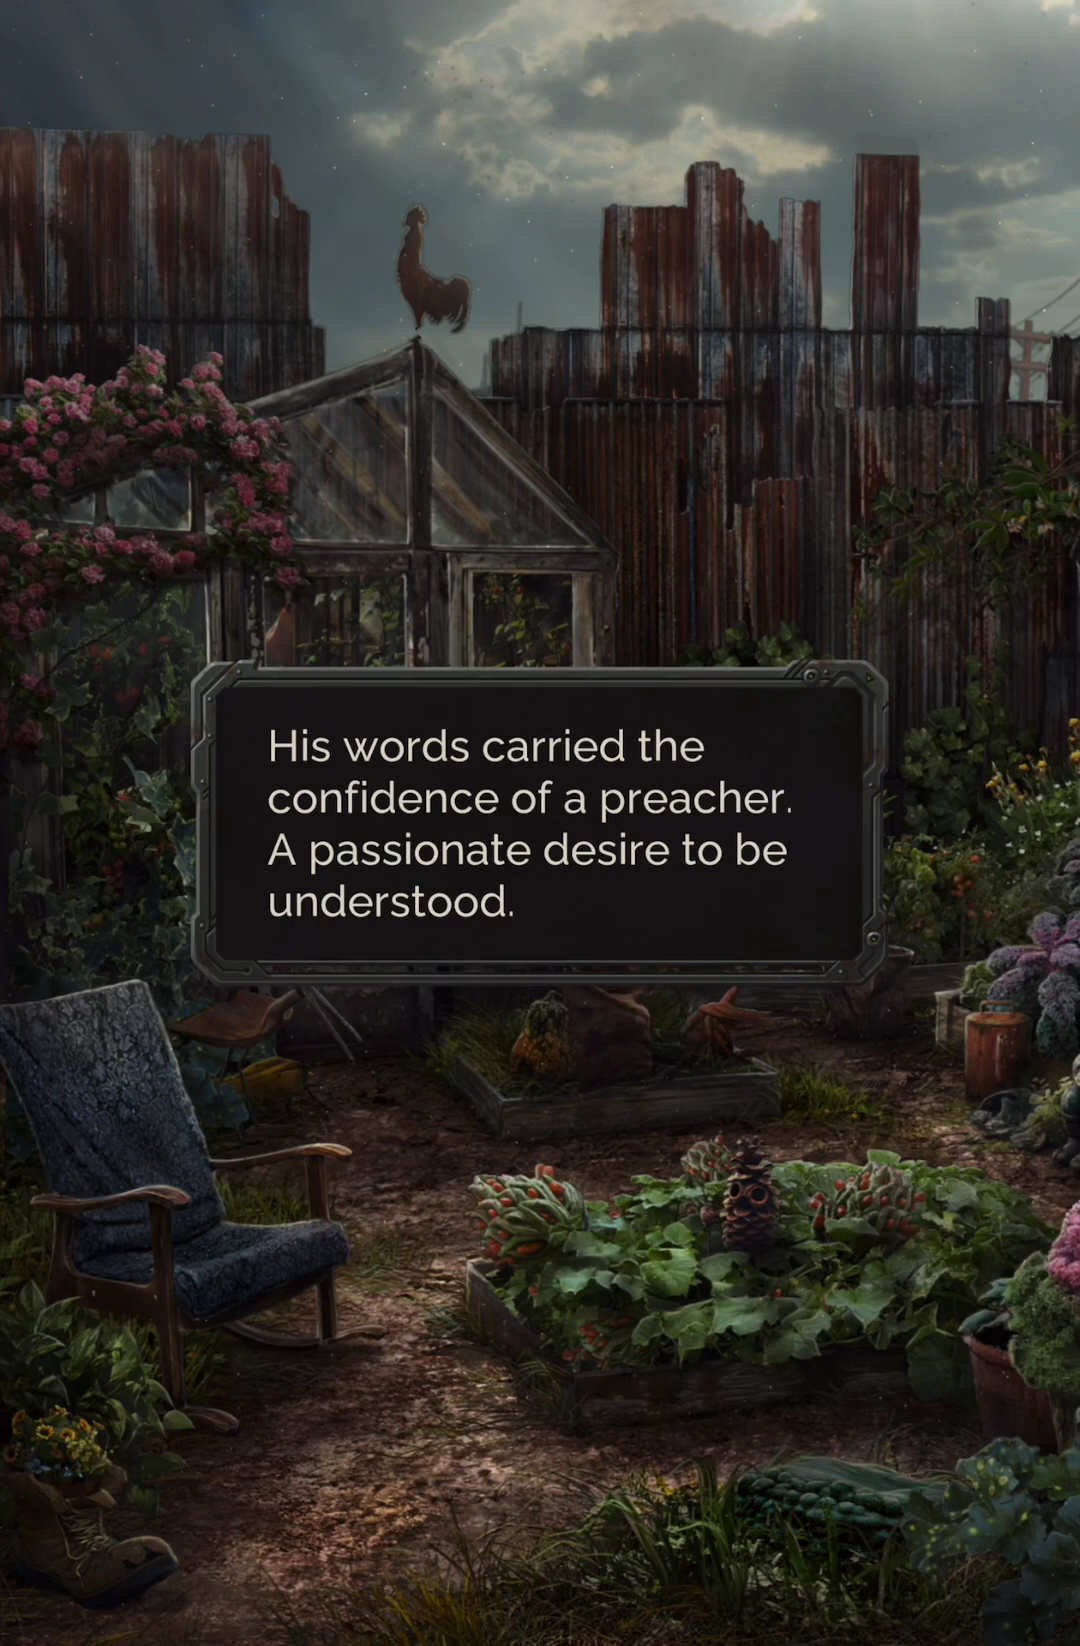 His words carried the
confidence of a preacher.
A passionate desire to be
understood.